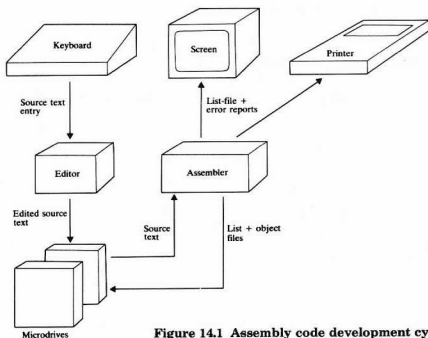 Keyboard
Screen
Printer
Source text
entry
List-file +
error reports
Editor
Assembler
Edited source
text
Source
text
List + object
files
Microdrives
Figure 14.1 Assembly code development cy